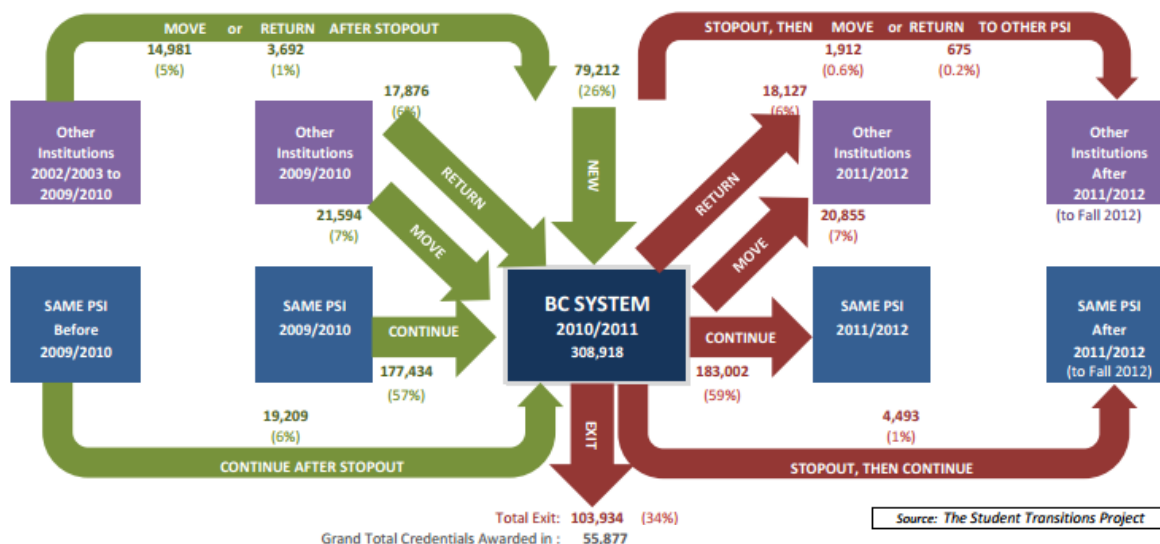 MOVE or RETURN AFTER STOPOUT
14,981 3,692
(5%) (1%)
STOPOUT, THEN MOVE or RETURN TO OTHER PSI
1,912 675
(0.6%) (0.2%)
79,212
(26%)
17,876
(6%)
18,127
(6%)
Other
Institutions
2002/2003 to
2009/2010
Other
Institutions
2009/2010
RETURN
NEW
RETURN
Other
Institutions
2011/2012
Other
Institutions
After
2011/2012
(to Fall 2012)
21,594
(7%)
MOVE
MOVE
20,855
(7%)
SAME PSI
Before
2009/2010
SAME PSI
2009/2010
CONTINUE
177,434
(57%)
BC SYSTEM
2010/2011
308,918
CONTINUE
183,002
(59%)
SAME PSI
2011/2012
SAME PSI
After
2011/2012
(to Fall 2012)
19,209
(6%)
CONTINUE AFTER STOPOUT
EXIT
4,493
(1%)
STOPOUT, THEN CONTINUE
Total Exit: 103,934 (34%)
Grand Total Credentials Awarded in : 55,877
Source: The Student Transitions Project